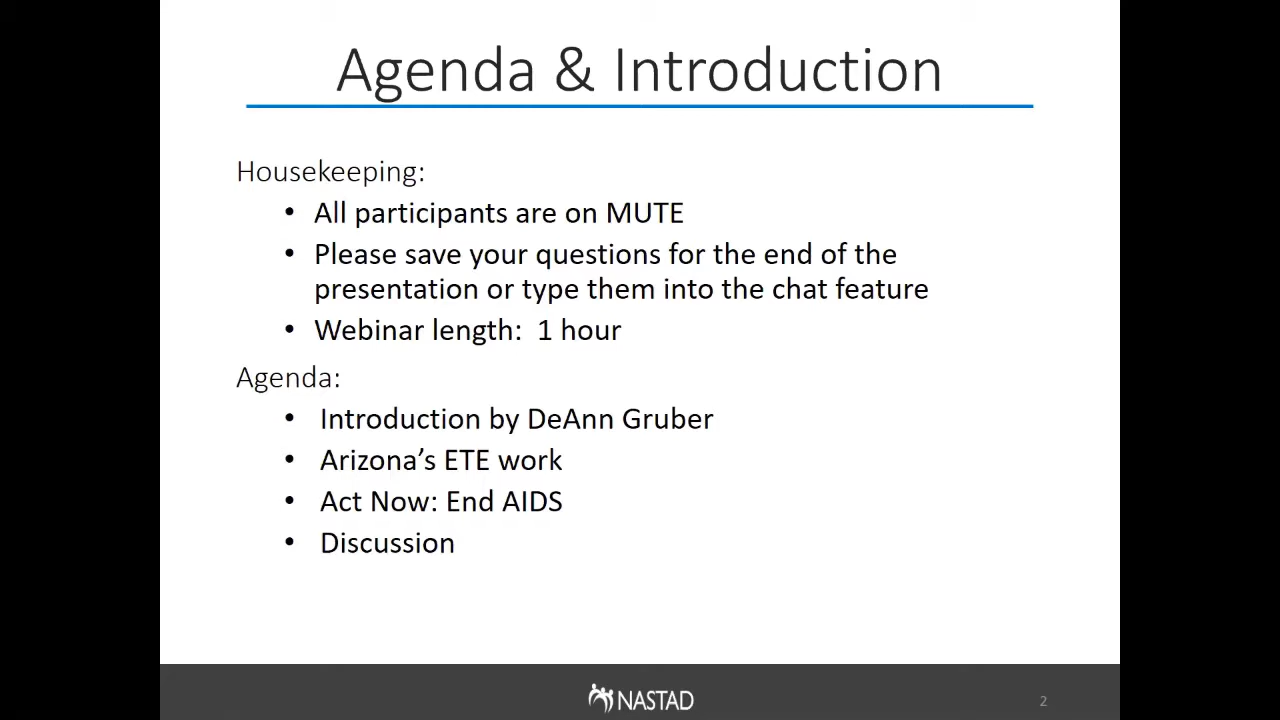 Agenda & Introduction
Housekeeping:
• All participants are on MUTE
• Please save your questions for the end of the
presentation or type them into the chat feature
• Webinar length:  1 hour
Agenda:
• Introduction by DeAnn Gruber
• Arizona’s ETE work
• Act Now: End AIDS
• Discussion
NASTAD
2